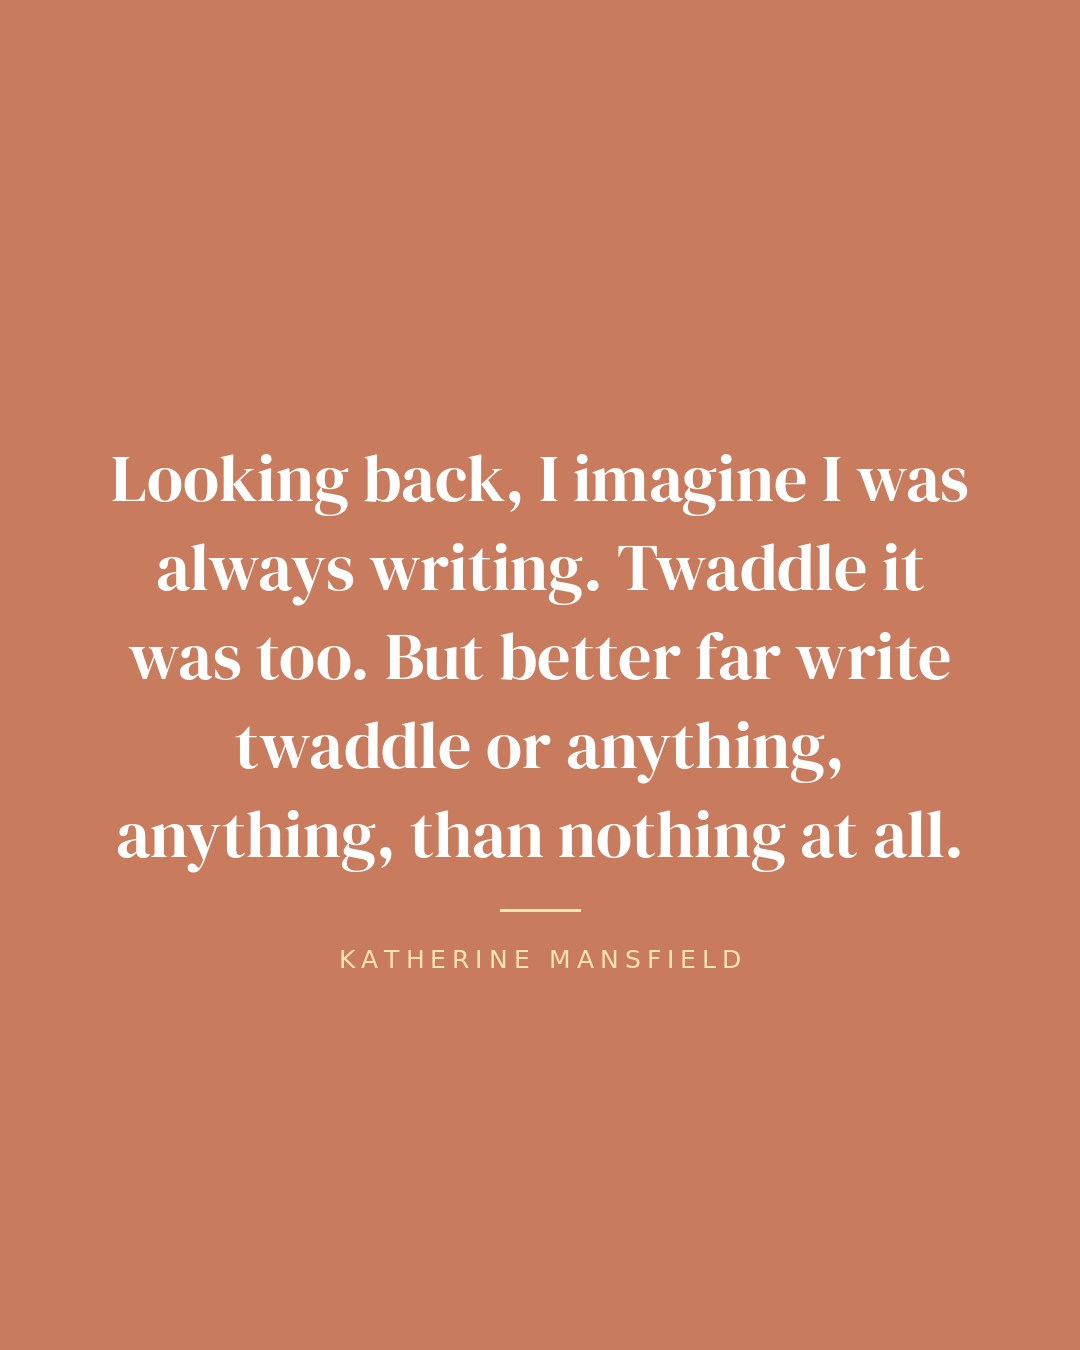 Looking back, I imagine I was
always writing. Twaddle it
was too. But better far write
twaddle or anything,
anything, than nothing at all.
KATHERINE MANSFIELD